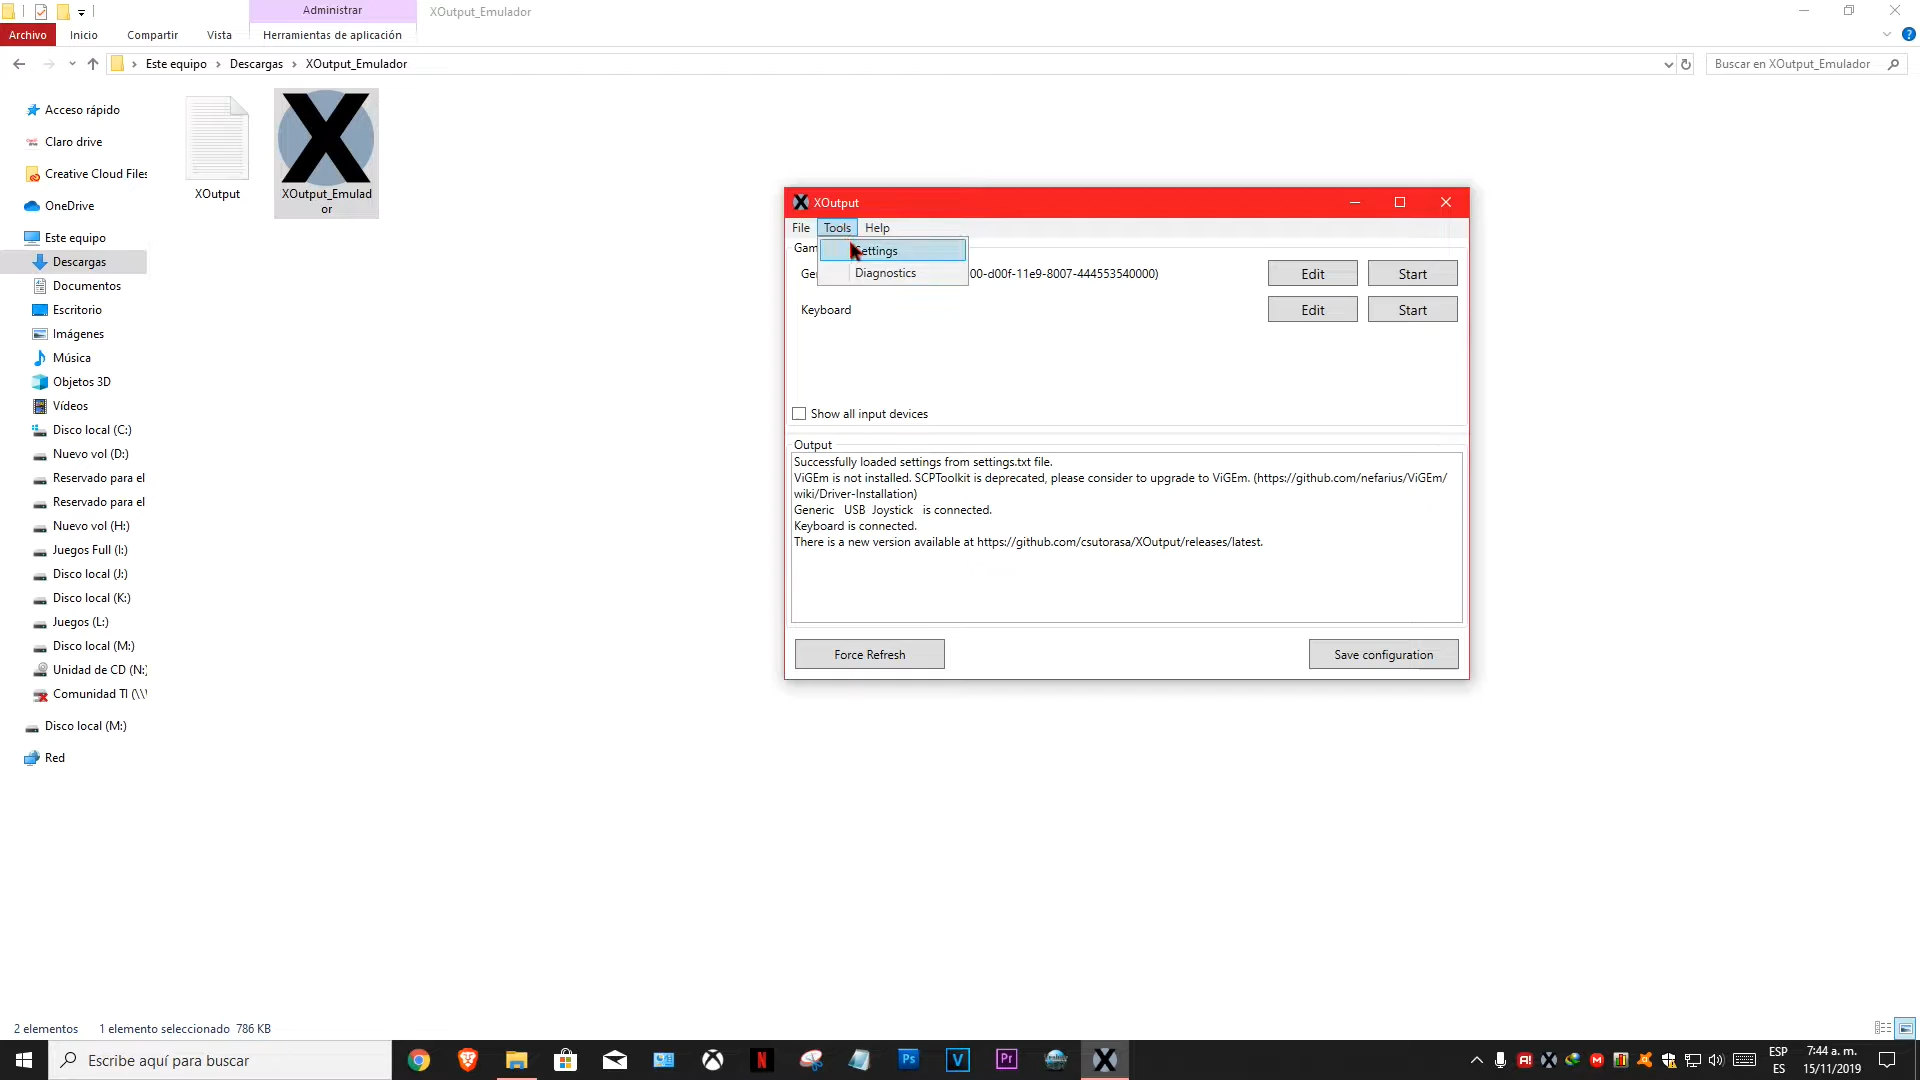 Administrar
XOutput_Emulador
Archivo
Inicio
Compartir
Vista
Herramientas de aplicación
Este equipo
Descargas
XOutput_Emulador
Buscar en XOutput_Emulador
Acceso rápido
Claro drive
Creative Cloud Files
OneDrive
Este equipo
Descargas
Documentos
Escritorio
Imágenes
Música
Objetos 3D
Vídeos
Disco local (C:)
Nuevo vol (D:)
Reservado para el
Reservado para el
Nuevo vol (H:)
Juegos Full (I:)
Disco local (J:)
Disco local (K:)
Juegos (L:)
Disco local (M:)
Unidad de CD (N:)
Comunidad TI (\\
Disco local (M:)
Red
XOutput
XOutput_Emulad
or
XOutput
File
Tools
Help
Settings
Diagnostics
00-d00f-11e9-8007-444553540000)
Edit
Start
Keyboard
Edit
Start
Show all input devices
Output
Successfully loaded settings from settings.txt file.
ViGEm is not installed. SCPToolkit is deprecated, please consider to upgrade to ViGEm. (https://github.com/nefarius/ViGEm/
wiki/Driver-Installation)
Generic   USB  Joystick   is connected.
Keyboard is connected.
There is a new version available at https://github.com/csutorasa/XOutput/releases/latest.
Force Refresh
Save configuration
2 elementos
1 elemento seleccionado  786 KB
Escribe aquí para buscar
Ps
V
Pr
ESP
ES
7:44 a. m.
15/11/2019